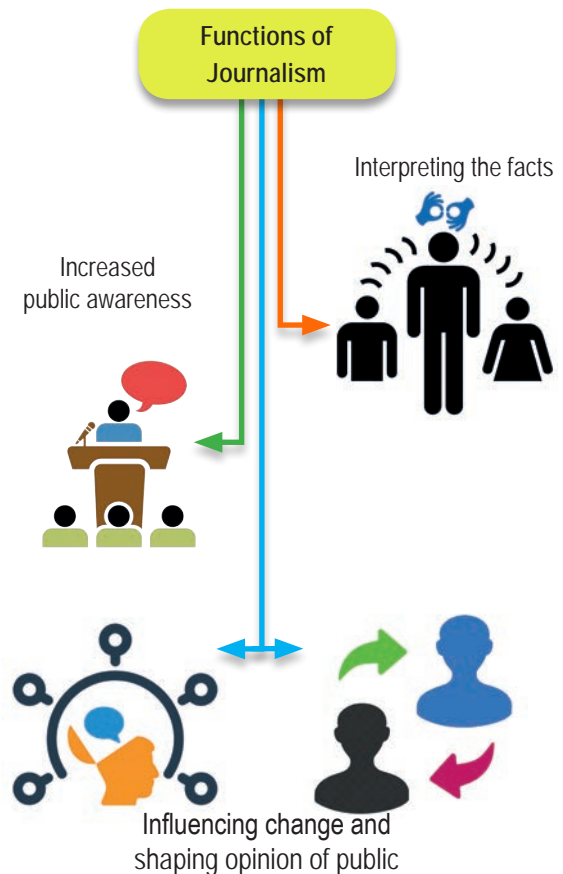 Functions of
Journalism
Interpreting the facts
Increased
public awareness
Influencing change and
shaping opinion of public